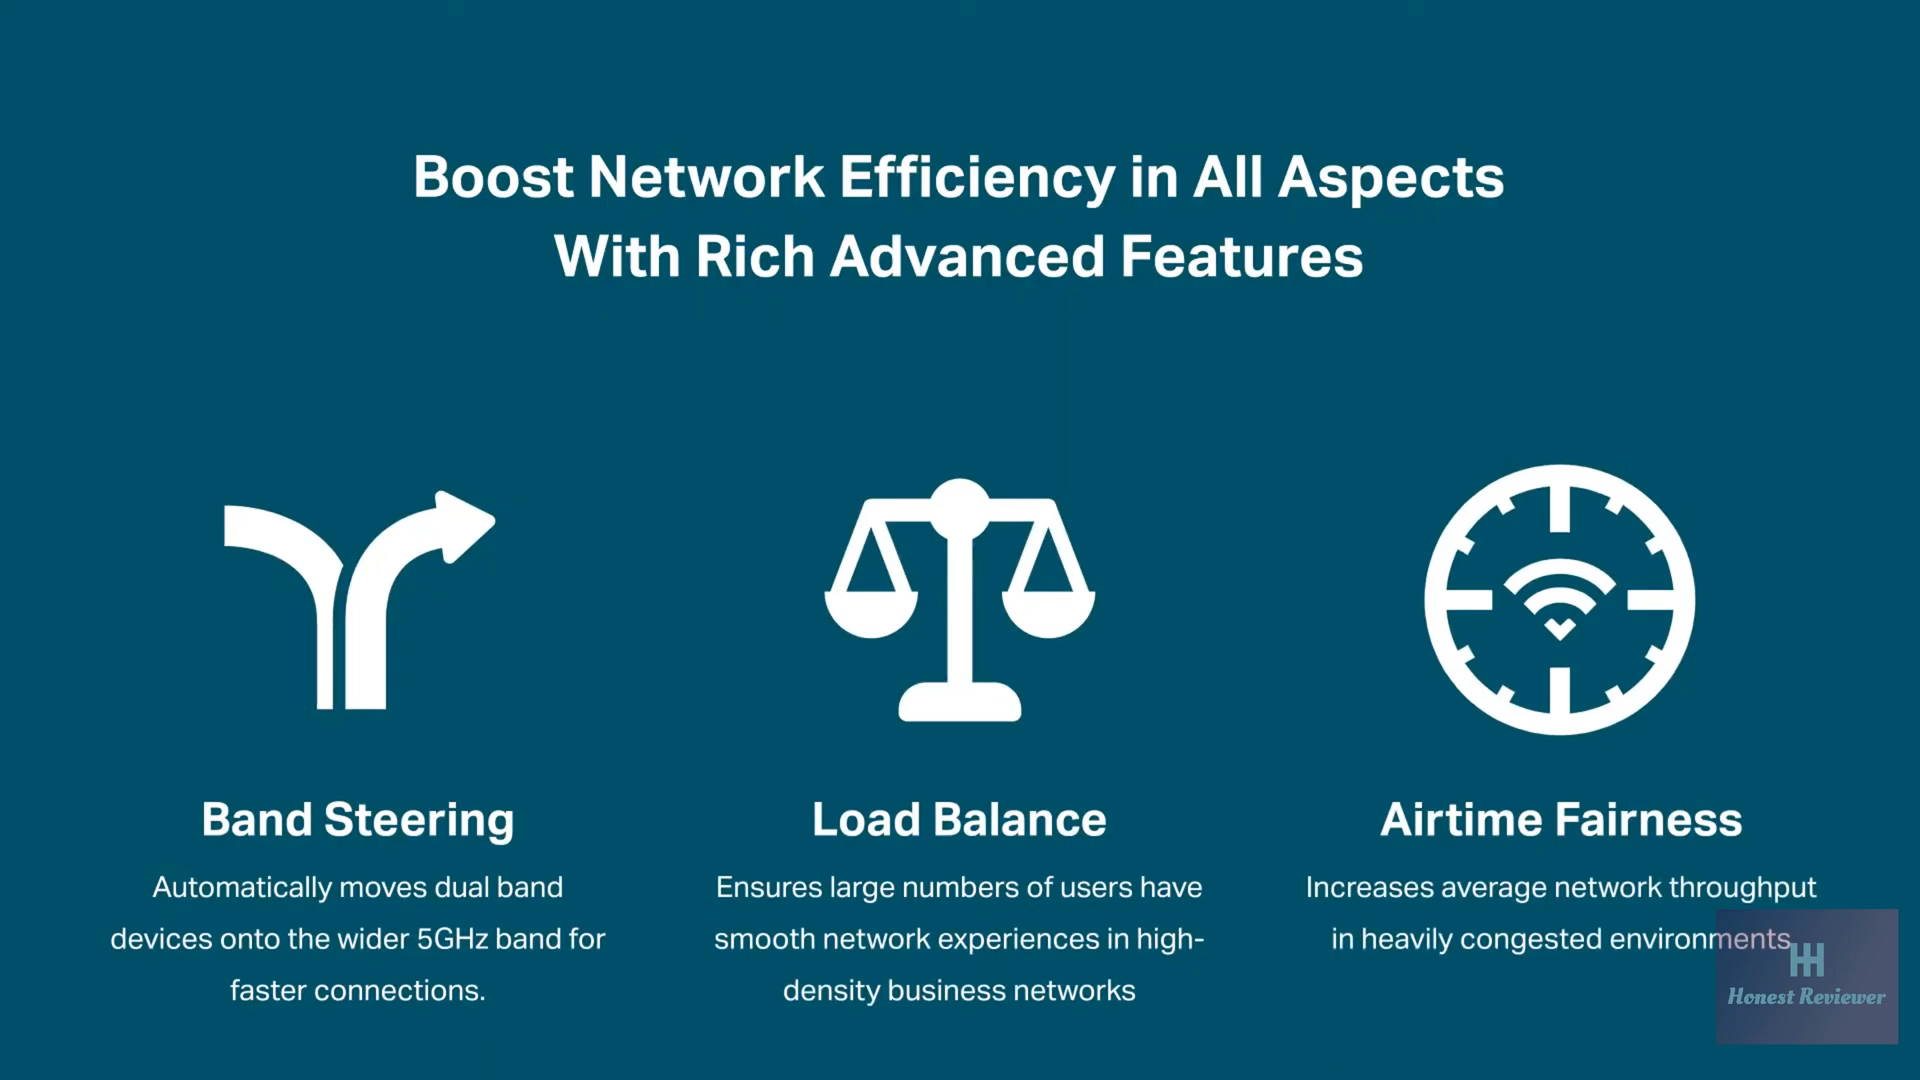 Boost Network Efficiency in All Aspects
With Rich Advanced Features
Band Steering
Automatically moves dual band
devices onto the wider 5GHz band for
faster connections.
Load Balance
Ensures large numbers of users have
smooth network experiences in high-
density business networks
Airtime Fairness
Increases average network throughput
in heavily congested environments
HH
Honest Reviewer